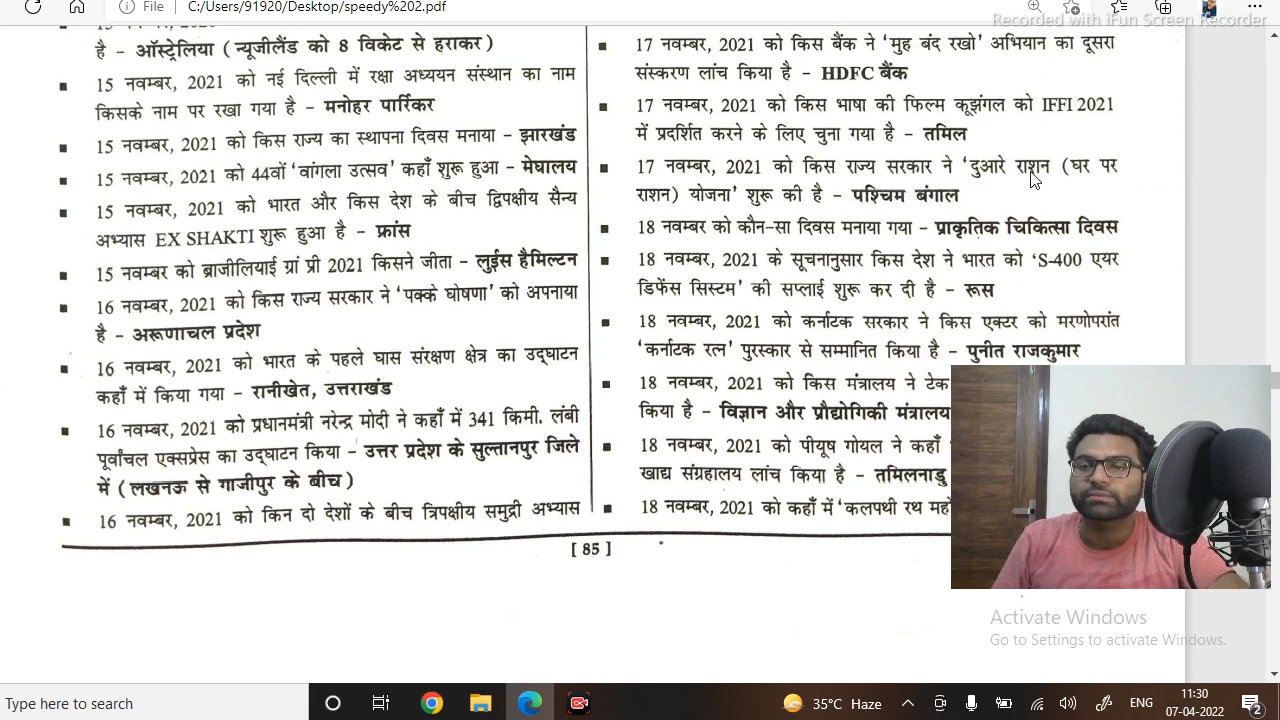 File
C:/Users/91920/Desktop/speedy%202.pdf
Recorded with iFun Screen Recorder
है – ऑस्ट्रेलिया (न्यूजीलैंड को 8 विकेट से हराकर)
15 नवम्बर, 2021 को नई दिल्ली में रक्षा अध्ययन संस्थान का नाम
किसके नाम पर रखा गया है – मनोहर पार्रिकर
15 नवम्बर, 2021 को किस राज्य का स्थापना दिवस मनाया – झारखंड
15 नवम्बर, 2021 को 44वाँ 'वांगला उत्सव' कहाँ शुरू हुआ – मेघालय
15 नवम्बर, 2021 को भारत और किस देश के बीच द्विपक्षीय सैन्य
अभ्यास EX SHAKTI शुरू हुआ है – फ्रांस
15 नवम्बर को ब्राजीलियाई ग्रां प्री 2021 किसने जीता – लुईस हैमिल्टन
16 नवम्बर, 2021 को किस राज्य सरकार ने 'पक्के घोषणा' को अपनाया
है – अरूणाचल प्रदेश
16 नवम्बर, 2021 को भारत के पहले घास संरक्षण क्षेत्र का उद्घाटन
कहाँ में किया गया – रानीखेत, उत्तराखंड
16 नवम्बर, 2021 को प्रधानमंत्री नरेन्द्र मोदी ने कहाँ में 341 किमी. लंबी
पूर्वांचल एक्सप्रेस का उद्घाटन किया – उत्तर प्रदेश के सुल्तानपुर जिले
में (लखनऊ से गाजीपुर के बीच)
16 नवम्बर, 2021 को किन दो देशों के बीच त्रिपक्षीय समुद्री अभ्यास
17 नवम्बर, 2021 को किस बैंक ने 'मुह बंद रखो' अभियान का दूसरा
संस्करण लांच किया है – HDFC बैंक
17 नवम्बर, 2021 को किस भाषा की फिल्म कूझंगल को IFFI 2021
में प्रदर्शित करने के लिए चुना गया है – तमिल
17 नवम्बर, 2021 को किस राज्य सरकार ने 'दुआरे राशन (घर पर
राशन) योजना' शुरू की है – पश्चिम बंगाल
18 नवम्बर को कौन-सा दिवस मनाया गया – प्राकृतिक चिकित्सा दिवस
18 नवम्बर, 2021 के सूचनानुसार किस देश ने भारत को 'S-400 एयर
डिफेंस सिस्टम' की सप्लाई शुरू कर दी है – रूस
18 नवम्बर, 2021 को कर्नाटक सरकार ने किस एक्टर को मरणोपरांत
'कर्नाटक रत्न' पुरस्कार से सम्मानित किया है – पुनीत राजकुमार
18 नवम्बर, 2021 को किस मंत्रालय ने टेक
किया है – विज्ञान और प्रौद्योगिकी मंत्रालय
18 नवम्बर, 2021 को पीयूष गोयल ने कहाँ
खाद्य संग्रहालय लांच किया है – तमिलनाडु
18 नवम्बर, 2021 को कहाँ में 'कलपथी रथ
[ 85 ]
Activate Windows
Go to Settings to activate Windows.
Type here to search
35°C Haze
ENG
11:30
07-04-2022
2